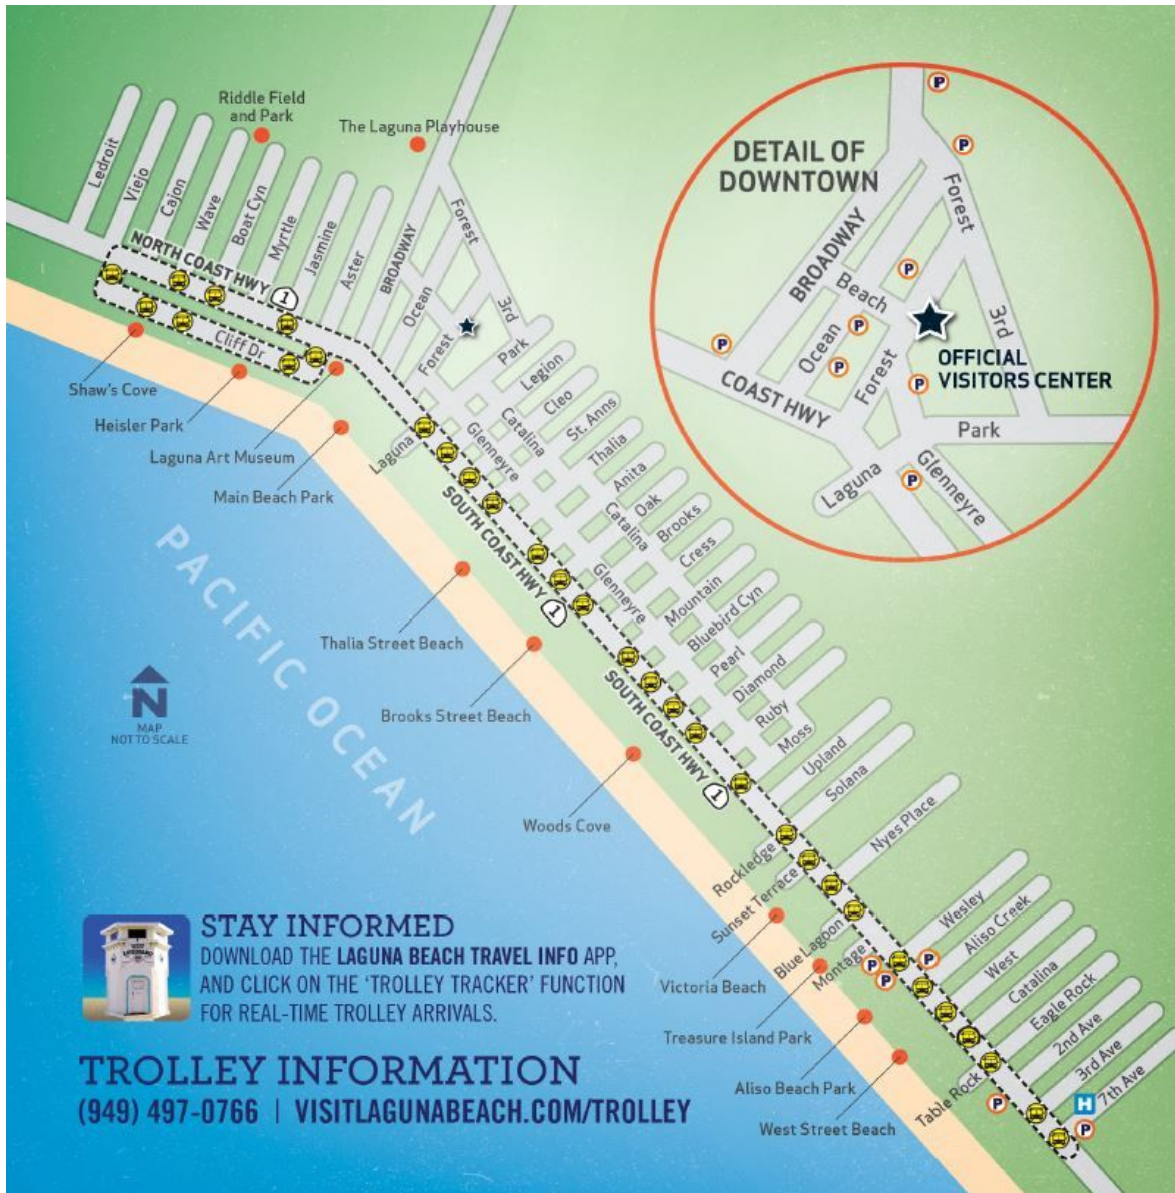 Riddle Field
and Park
The Laguna Playhouse
Ledroit
Viejo
Cajon
Wave
Boat Cyn
Myrtle
Jasmine
Aster
BROADWAY
Ocean
Forest
Forest
3rd
Park
Legion
Cleo
St. Anns
Thalia
Anita
Oak
Brooks
Cress
Mountain
Bluebird Cyn
Pearl
Diamond
Ruby
Moss
Upland
Solana
Nyes Place
Wesley
Aliso Creek
West
Catalina
Eagle Rock
2nd Ave
3rd Ave
7th Ave
H
P
P
P
P
P
NORTH COAST HWY
1
Cliff Dr
Laguna
Glenneyre
Catalina
Catalina
Glenneyre
SOUTH COAST HWY
1
SOUTH COAST HWY
1
Rockledge
Sunset Terrace
Blue Lagoon
Montage
Table Rock
Shaw's Cove
Heisler Park
Laguna Art Museum
Main Beach Park
Thalia Street Beach
Brooks Street Beach
Woods Cove
Victoria Beach
Treasure Island Park
Aliso Beach Park
West Street Beach
PACIFIC OCEAN
N
MAP
NOT TO SCALE
DETAIL OF
DOWNTOWN
P
P
P
P
P
P
P
P
BROADWAY
Forest
Beach
Ocean
Forest
3rd
OFFICIAL
VISITORS CENTER
COAST HWY
Park
Laguna
Glenneyre
STAY INFORMED
DOWNLOAD THE LAGUNA BEACH TRAVEL INFO APP,
AND CLICK ON THE 'TROLLEY TRACKER' FUNCTION
FOR REAL-TIME TROLLEY ARRIVALS.
TROLLEY INFORMATION
(949) 497-0766 | VISITLAGUNABEACH.COM/TROLLEY